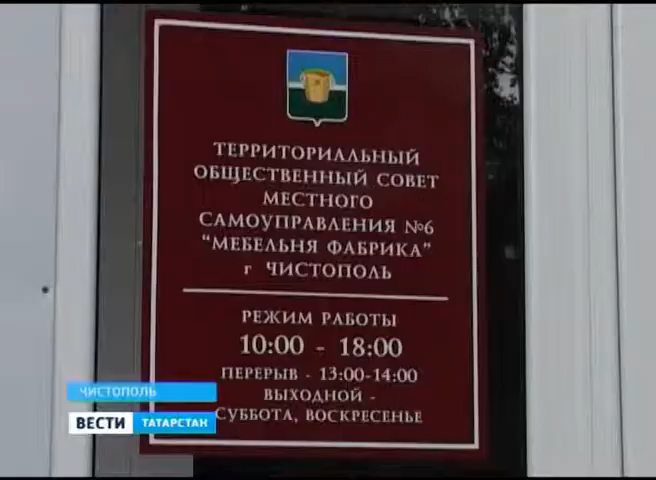 ТЕРРИТОРИАЛЬНЫЙ
ОБЩЕСТВЕННЫЙ СОВЕТ
МЕСТНОГО
САМОУПРАВЛЕНИЯ №6
"МЕБЕЛЬНЯ ФАБРИКА"
г ЧИСТОПОЛЬ
РЕЖИМ РАБОТЫ
10:00 - 18:00
ПЕРЕРЫВ - 13:00-14:00
ВЫХОДНОЙ -
СУББОТА, ВОСКРЕСЕНЬЕ
ЧИСТОПОЛЬ
ВЕСТИ ТАТАРСТАН